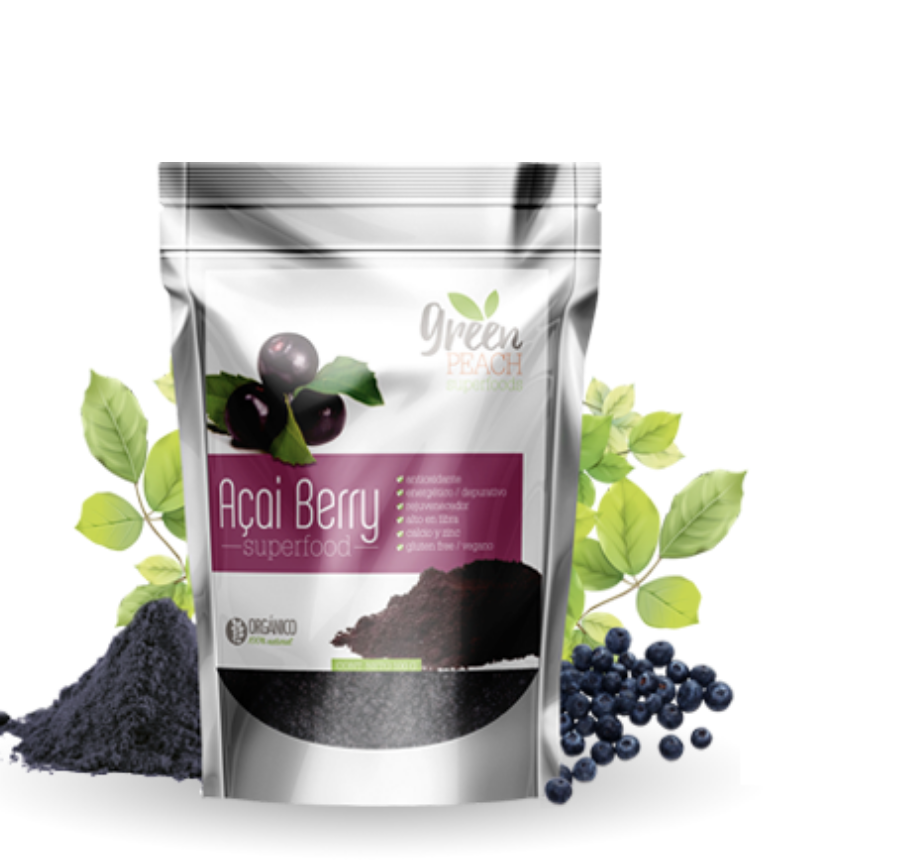 green
PEACH
superfoods
Açai Berry
superfood
antioxidante
energético / depurativo
rejuvenecedor
alto en fibra
calcio y zinc
gluten free / vegano
ORGÁNICO
100% natural